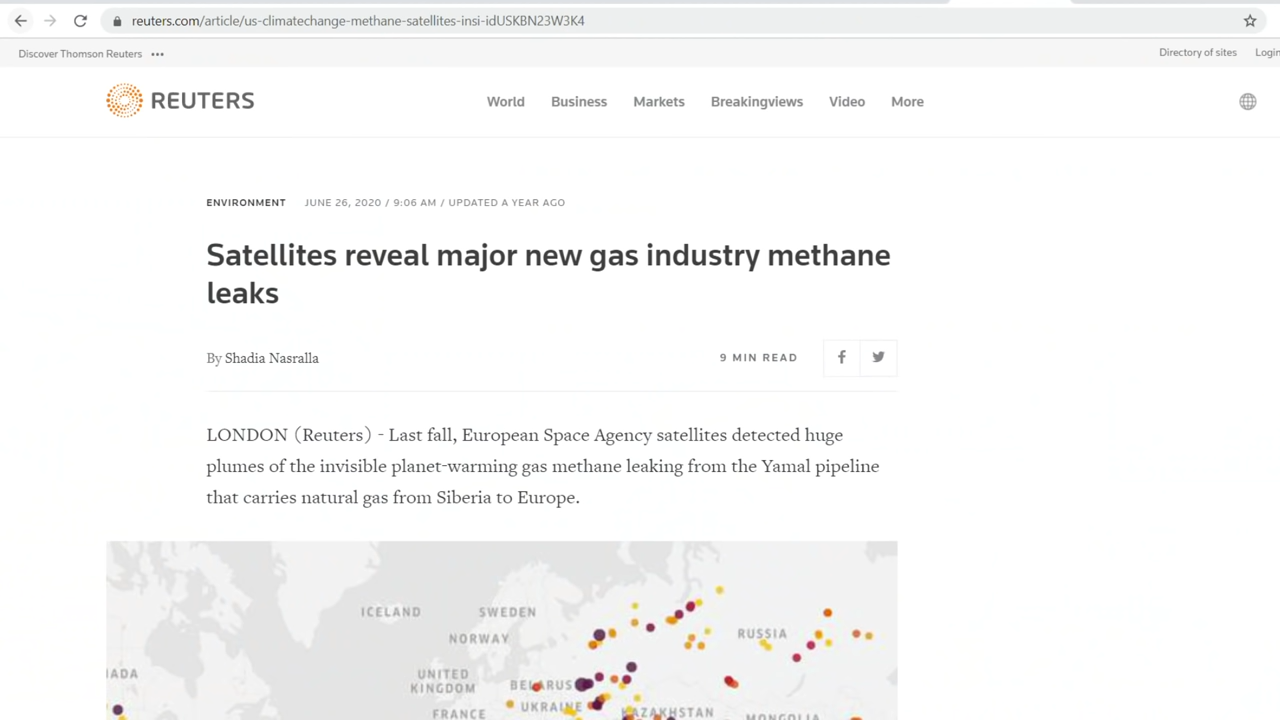 reuters.com/article/us-climatechange-methane-satellites-insi-idUSKBN23W3K4
Discover Thomson Reuters •••
Directory of sites
Login
REUTERS
World
Business
Markets
Breakingviews
Video
More
ENVIRONMENT
JUNE 26, 2020 / 9:06 AM / UPDATED A YEAR AGO
Satellites reveal major new gas industry methane
leaks
By Shadia Nasralla
9 MIN READ
LONDON (Reuters) - Last fall, European Space Agency satellites detected huge
plumes of the invisible planet-warming gas methane leaking from the Yamal pipeline
that carries natural gas from Siberia to Europe.
ICELAND
SWEDEN
NORWAY
RUSSIA
UNITED
KINGDOM
BELARUS
UKRAINE
FRANCE
KAZAKHSTAN
MONGOLIA